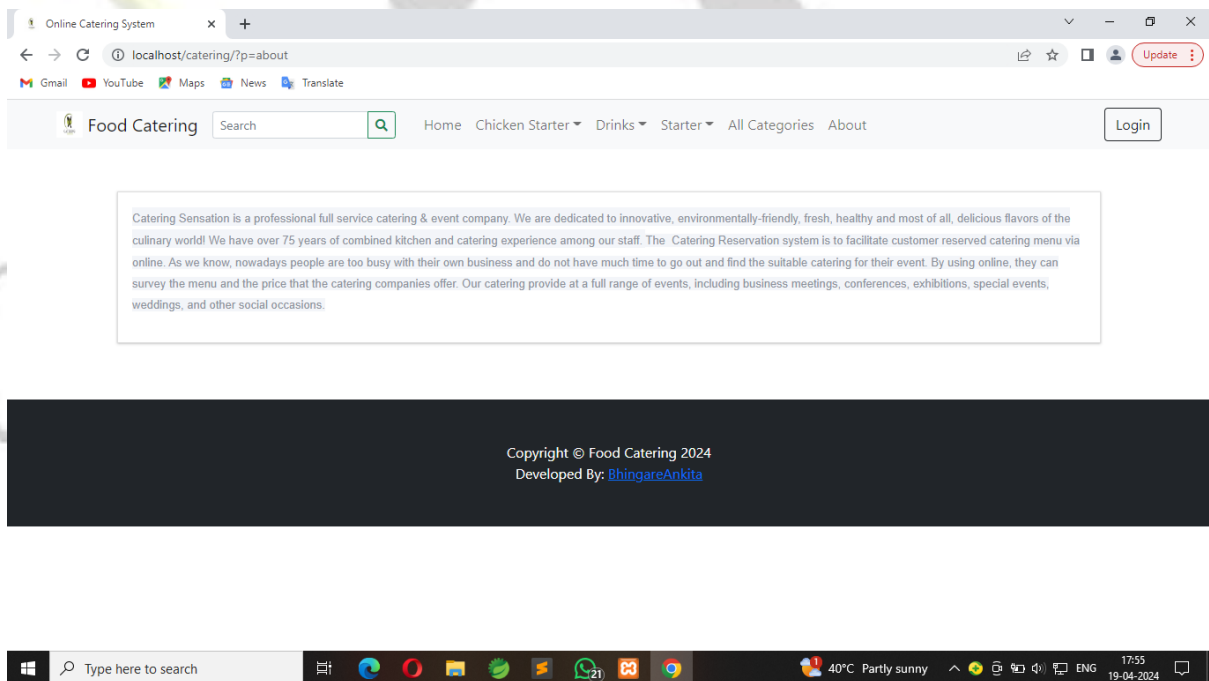 Online Catering System
localhost/catering/?p=about
Update
Gmail YouTube Maps News Translate
Food Catering Search Home Chicken Starter Drinks Starter All Categories About Login
Catering Sensation is a professional full service catering & event company. We are dedicated to innovative, environmentally-friendly, fresh, healthy and most of all, delicious flavors of the
culinary world! We have over 75 years of combined kitchen and catering experience among our staff. The Catering Reservation system is to facilitate customer reserved catering menu via
online. As we know, nowadays people are too busy with their own business and do not have much time to go out and find the suitable catering for their event. By using online, they can
survey the menu and the price that the catering companies offer. Our catering provide at a full range of events, including business meetings, conferences, exhibitions, special events,
weddings, and other social occasions.
Copyright © Food Catering 2024
Developed By: BhingareAnkita
Type here to search 21 1 40°C Partly sunny ENG 17:55
19-04-2024